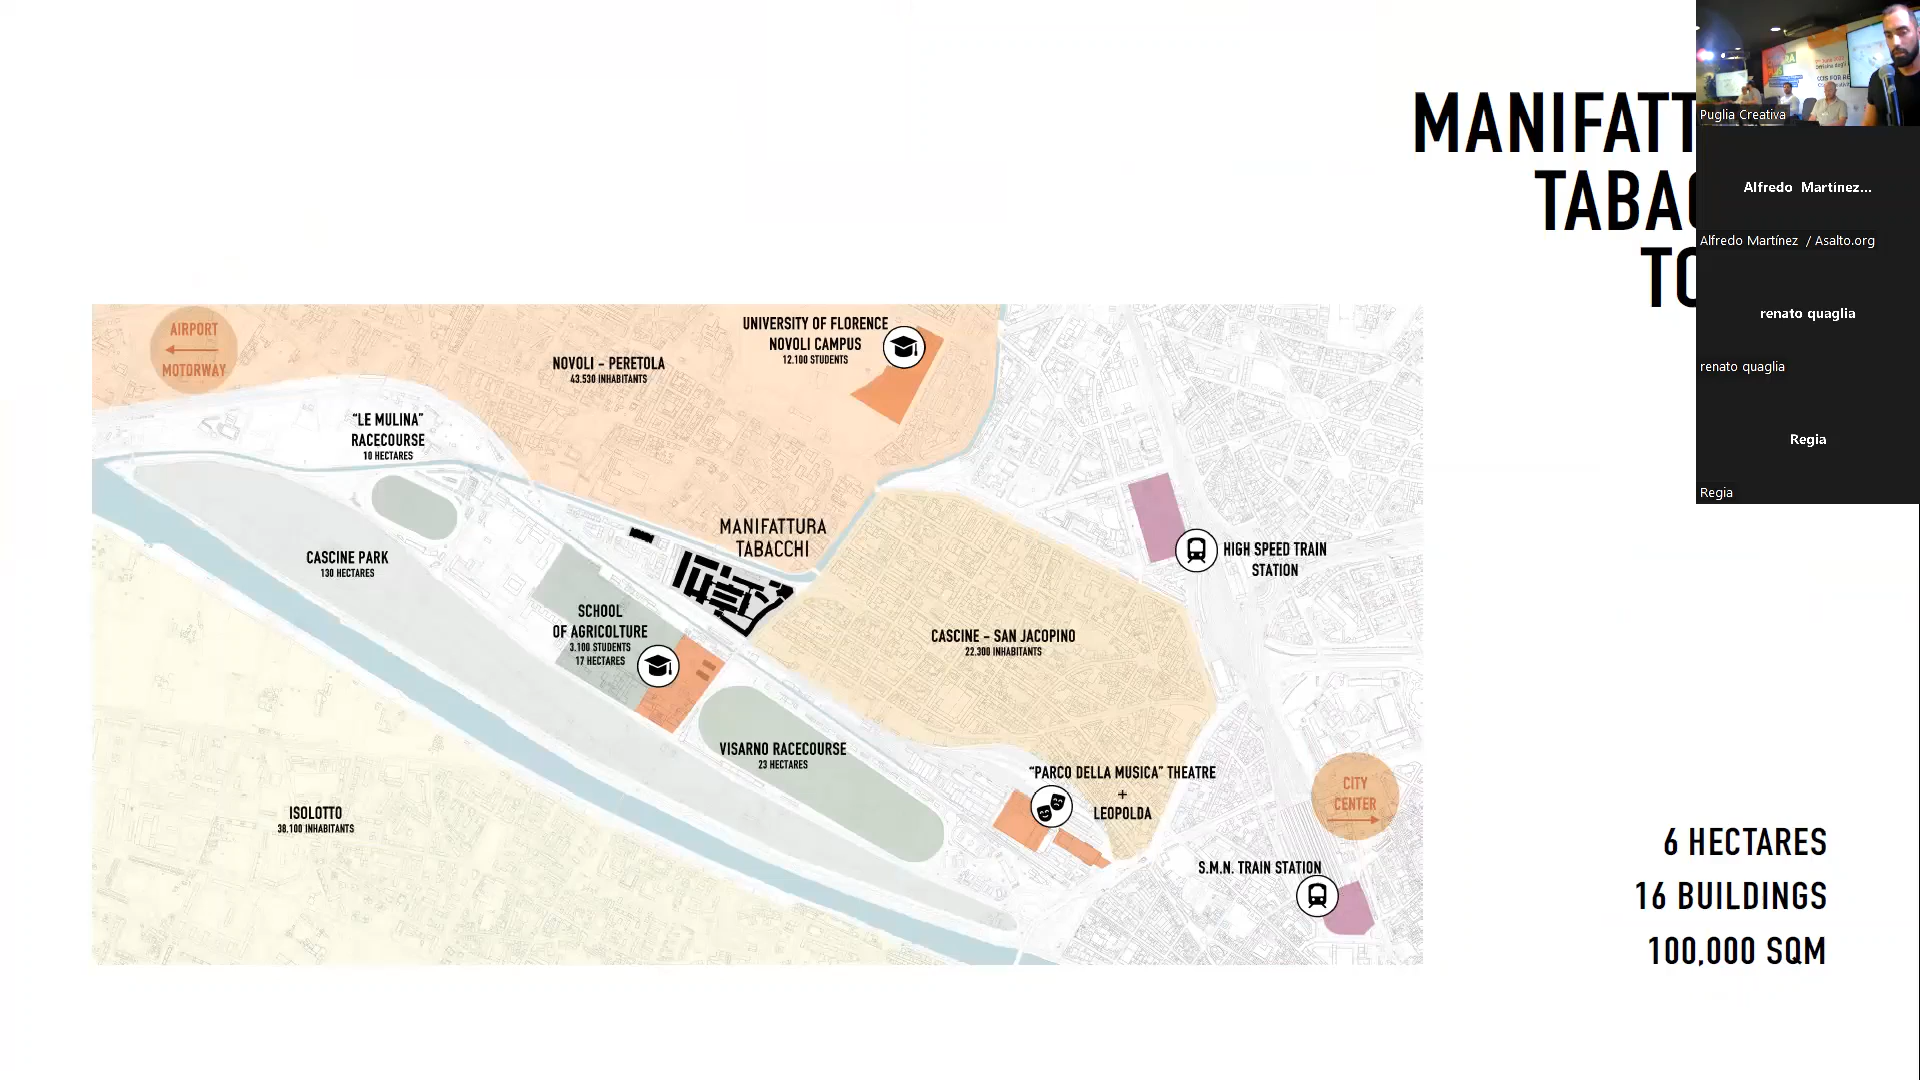 MANIFATT
TABAC
TO
AIRPORT
MOTORWAY
NOVOLI - PERETOLA
43.530 INHABITANTS
UNIVERSITY OF FLORENCE
NOVOLI CAMPUS
12.100 STUDENTS
"LE MULINA"
RACECOURSE
10 HECTARES
CASCINE PARK
130 HECTARES
MANIFATTURA
TABACCHI
SCHOOL
OF AGRICULTURE
3.100 STUDENTS
17 HECTARES
HIGH SPEED TRAIN
STATION
CASCINE - SAN JACOPINO
22.300 INHABITANTS
VISARNO RACECOURSE
23 HECTARES
"PARCO DELLA MUSICA" THEATRE
+
LEOPOLDA
CITY
CENTER
ISOLOTTO
38.100 INHABITANTS
S.M.N. TRAIN STATION
6 HECTARES
16 BUILDINGS
100,000 SQM
Puglia Creativa
Alfredo Martínez...
Alfredo Martínez / Asalto.org
renato quaglia
renato quaglia
Regia
Regia